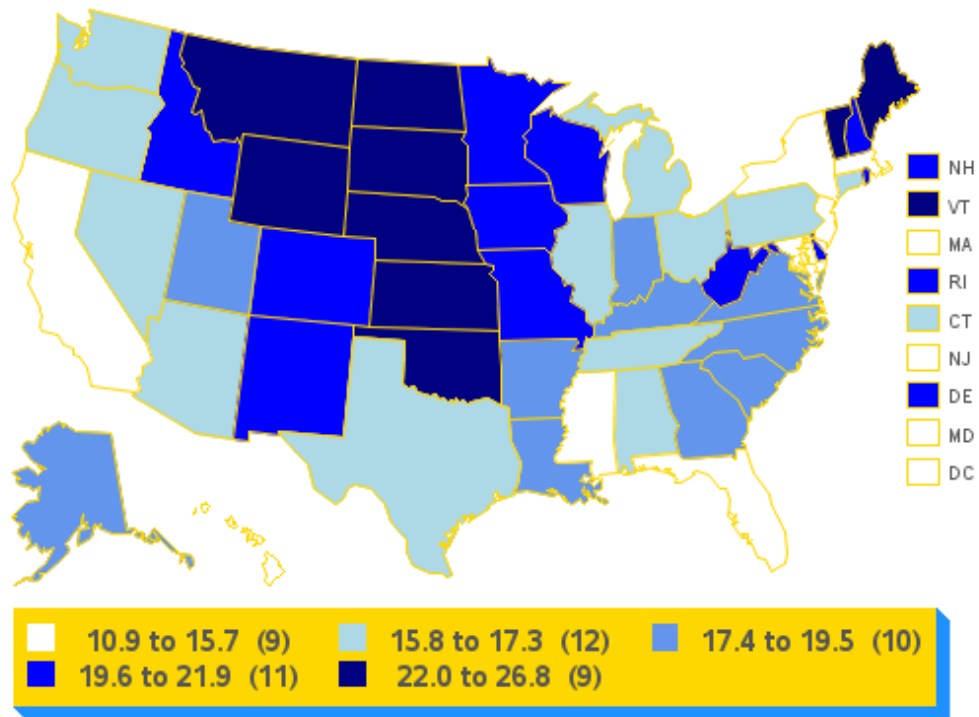 NH
VT
MA
RI
CT
NJ
DE
MD
DC
10.9 to 15.7 (9) 15.8 to 17.3 (12) 17.4 to 19.5 (10)
19.6 to 21.9 (11) 22.0 to 26.8 (9)